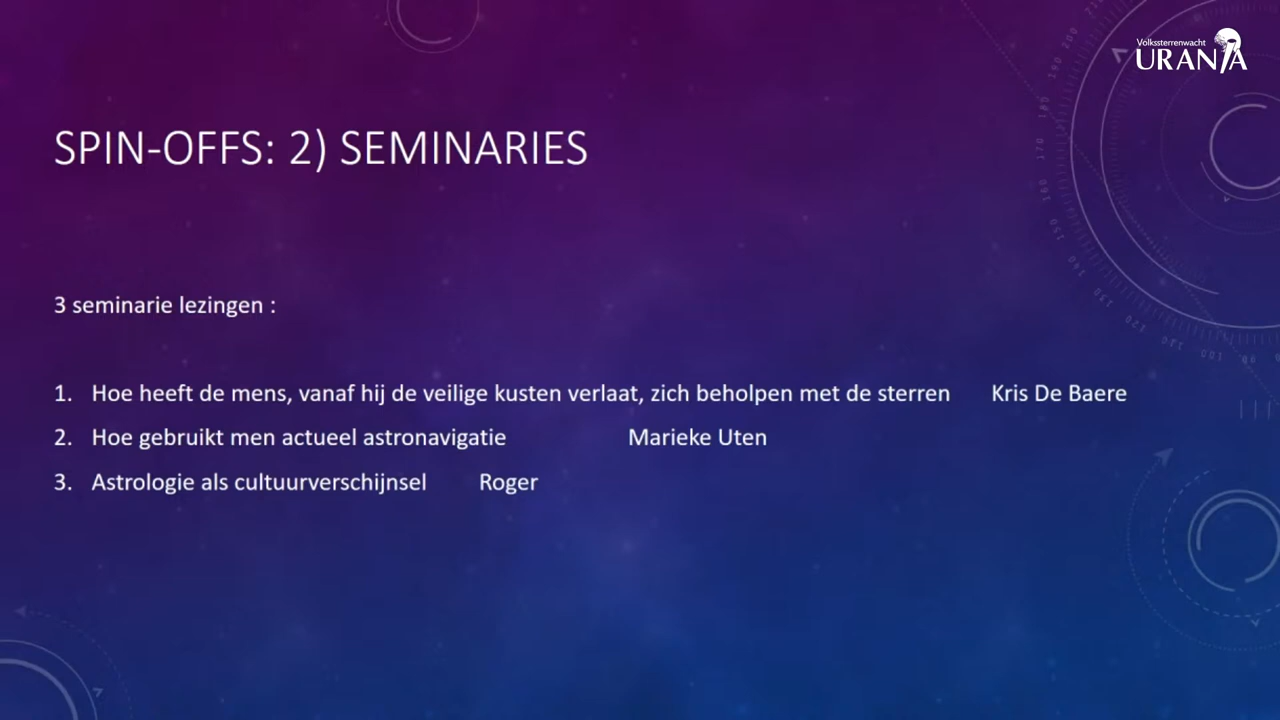 Volkssterrenwacht
URANIA
SPIN-OFFS: 2) SEMINARIES
3 seminarie lezingen :
1. Hoe heeft de mens, vanaf hij de veilige kusten verlaat, zich beholpen met de sterren Kris De Baere
2. Hoe gebruikt men actueel astronavigatie Marieke Uten
3. Astrologie als cultuurverschijnsel Roger